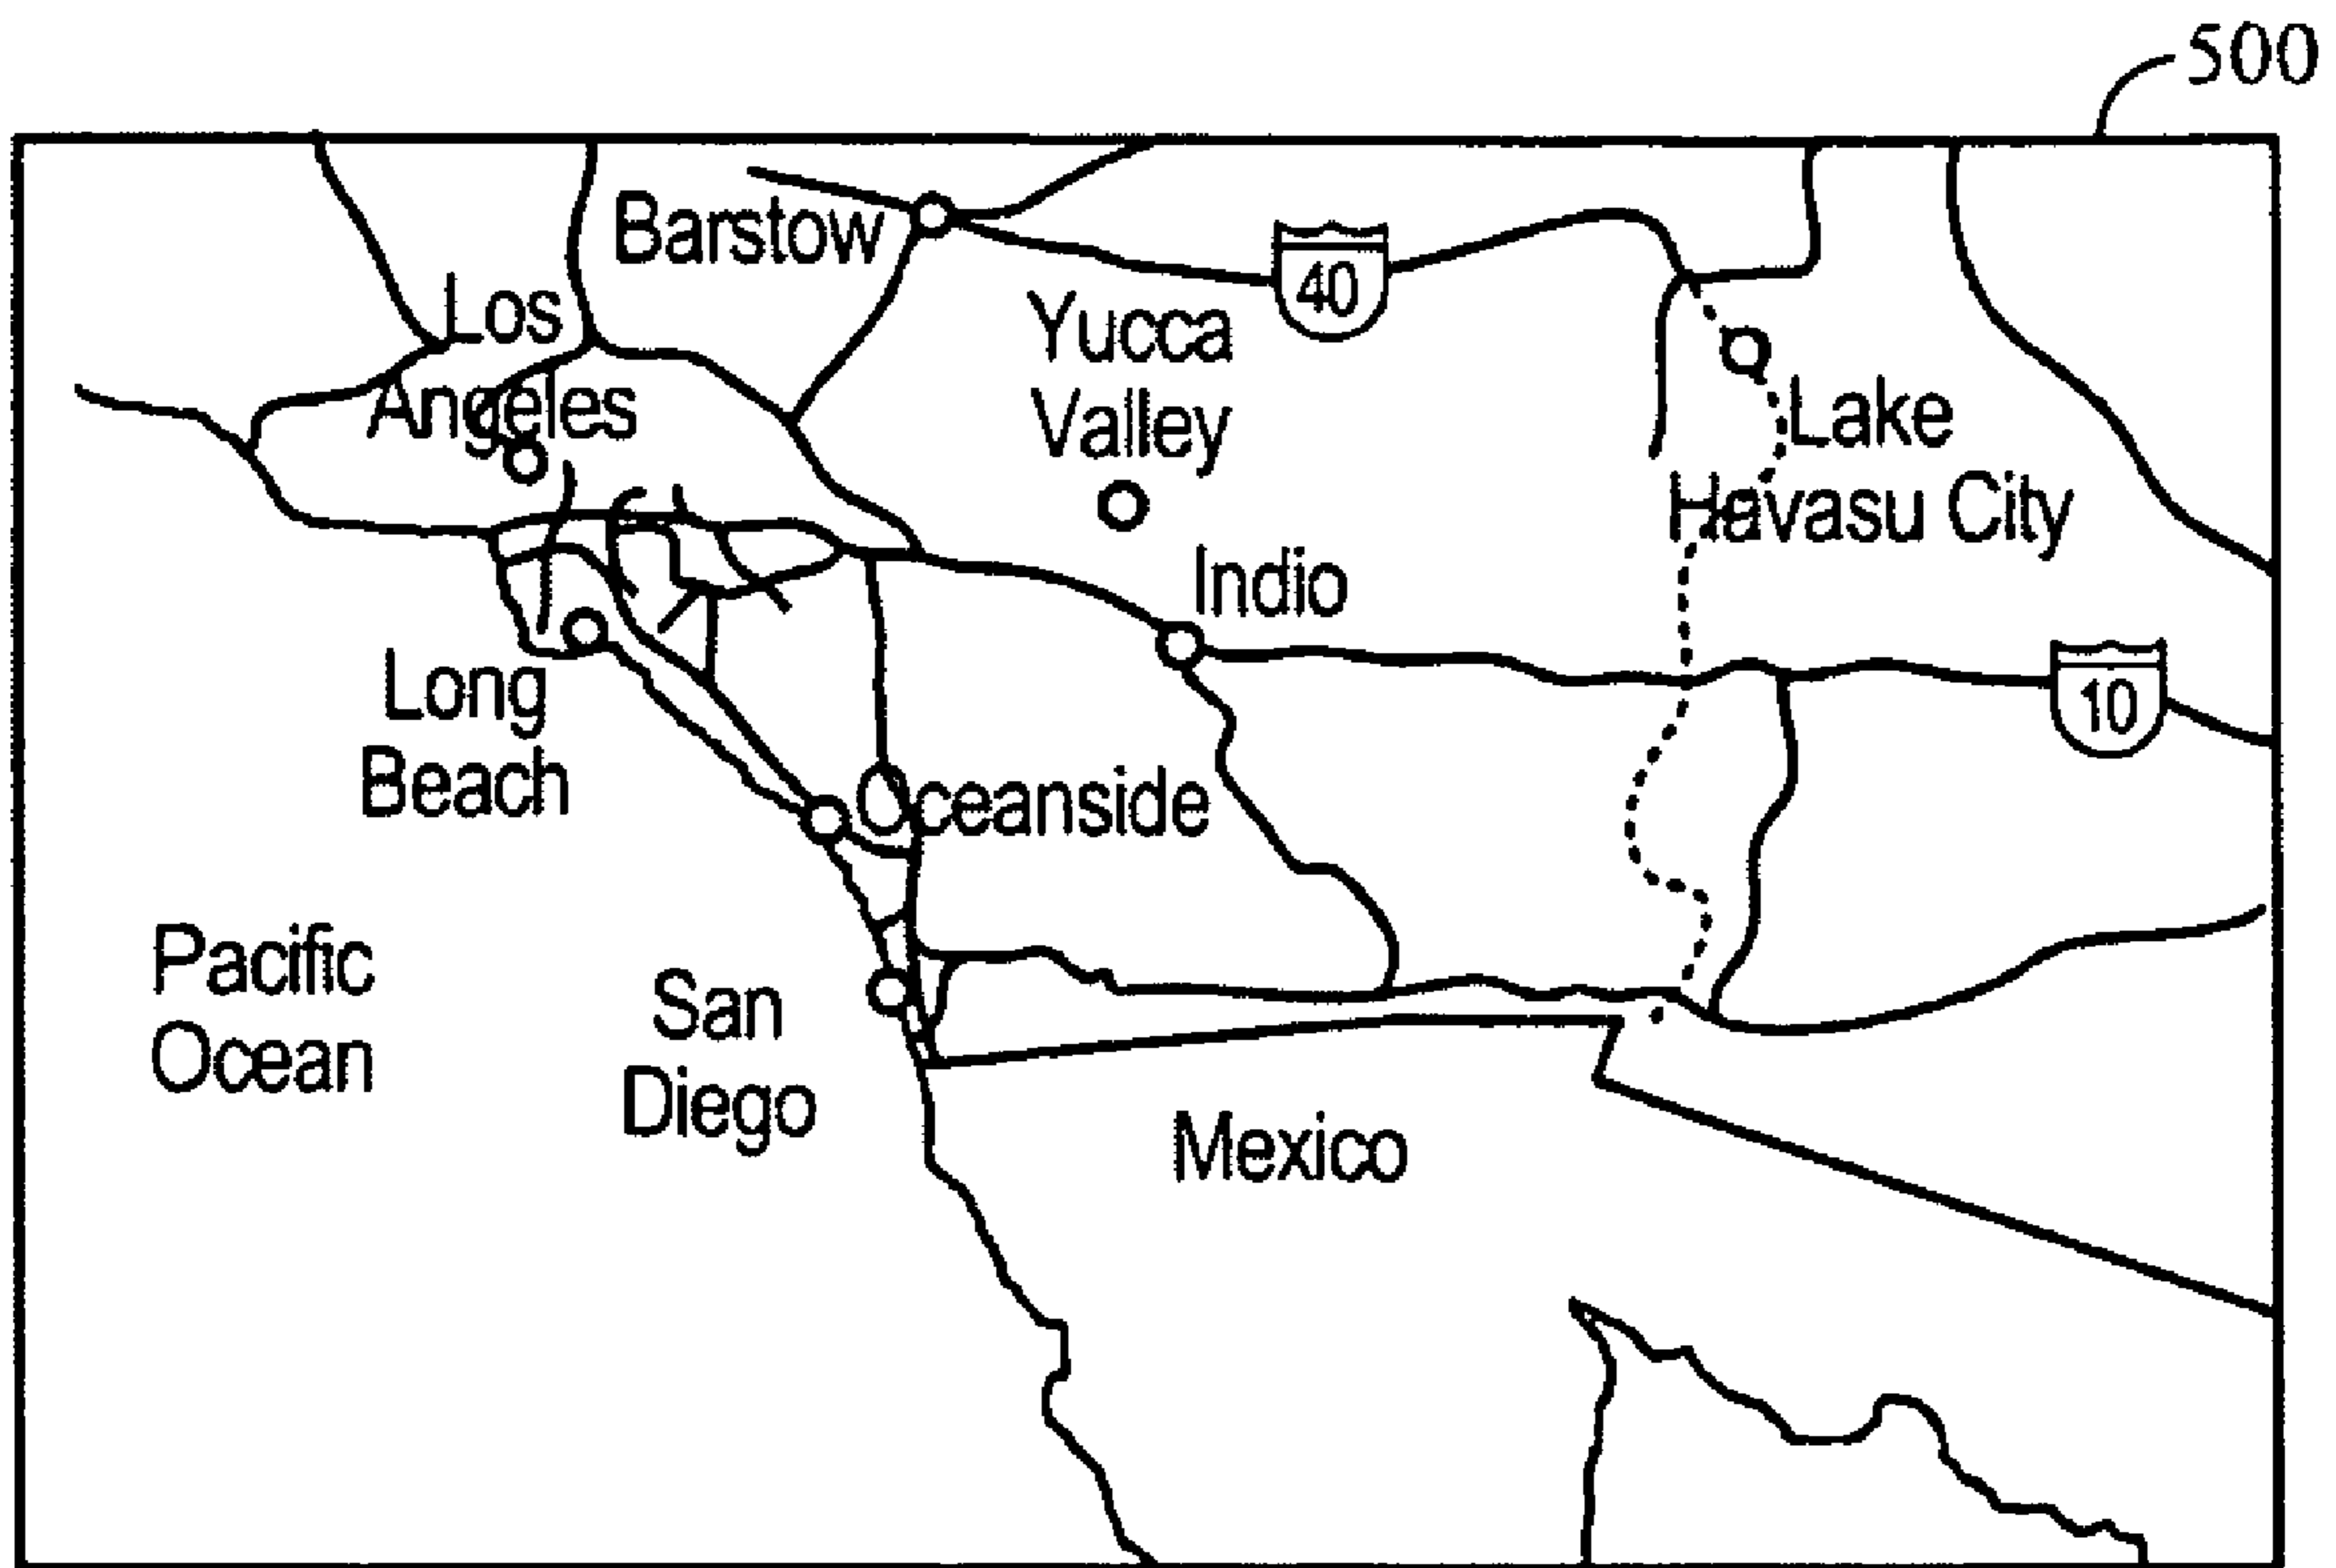 500
Barstow
40
Los
Angeles
Yucca
Valley
Lake
Havasu City
Indio
Long
Beach
10
Oceanside
Pacific
Ocean
San
Diego
Mexico